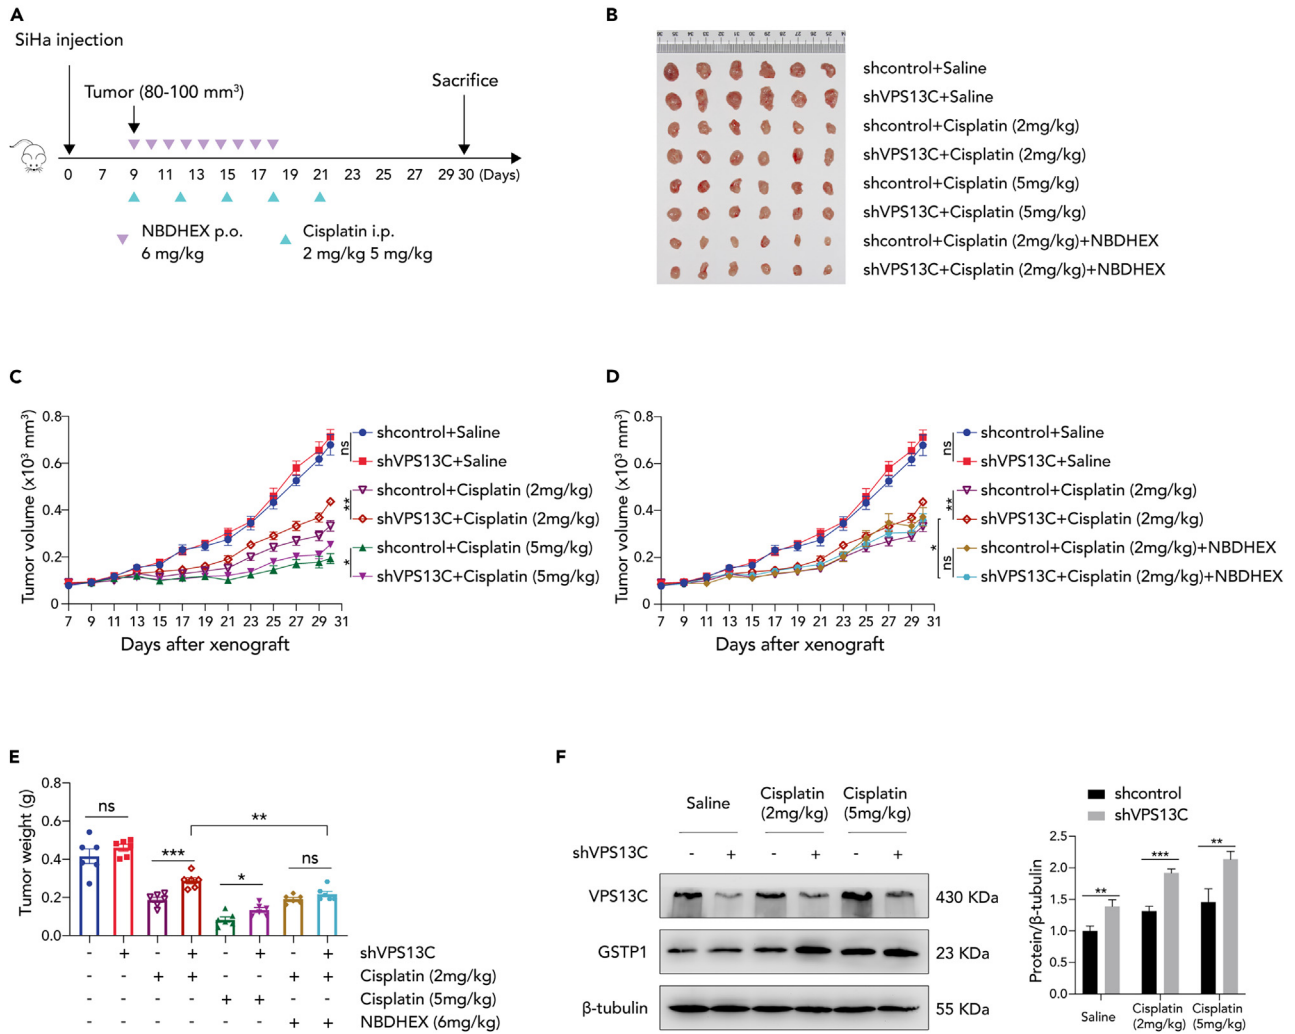 A
SiHa injection
Tumor (80-100 mm³)
Sacrifice
0 7 9 11 13 15 17 19 21 23 25 27 29 30 (Days)
NBDHEX p.o.
6 mg/kg
Cisplatin i.p.
2 mg/kg 5 mg/kg
B
shcontrol+Saline
shVPS13C+Saline
shcontrol+Cisplatin (2mg/kg)
shVPS13C+Cisplatin (2mg/kg)
shcontrol+Cisplatin (5mg/kg)
shVPS13C+Cisplatin (5mg/kg)
shcontrol+Cisplatin (2mg/kg)+NBDHEX
shVPS13C+Cisplatin (2mg/kg)+NBDHEX
C
Tumor volume (x10³ mm³)
0.8
0.6
0.4
0.2
0
7 9 11 13 15 17 19 21 23 25 27 29 31
Days after xenograft
shcontrol+Saline
ns
shVPS13C+Saline
shcontrol+Cisplatin (2mg/kg)
**
shVPS13C+Cisplatin (2mg/kg)
shcontrol+Cisplatin (5mg/kg)
*
shVPS13C+Cisplatin (5mg/kg)
D
Tumor volume (x10³ mm³)
0.8
0.6
0.4
0.2
0
7 9 11 13 15 17 19 21 23 25 27 29 31
Days after xenograft
shcontrol+Saline
ns
shVPS13C+Saline
shcontrol+Cisplatin (2mg/kg)
**
shVPS13C+Cisplatin (2mg/kg)
*
shcontrol+Cisplatin (2mg/kg)+NBDHEX
ns
shVPS13C+Cisplatin (2mg/kg)+NBDHEX
E
Tumor weight (g)
0.8
0.6
0.4
0.2
0.0
ns
***
**
*
ns
- + - + - + - + shVPS13C
- - + + - - + + Cisplatin (2mg/kg)
- - - - + + - - Cisplatin (5mg/kg)
- - - - - - + + NBDHEX (6mg/kg)
F
Saline
Cisplatin
(2mg/kg)
Cisplatin
(5mg/kg)
shVPS13C - + - + - +
VPS13C 430 KDa
GSTP1 23 KDa
β-tubulin 55 KDa
shcontrol
shVPS13C
Protein/β-tubulin
2.5
2.0
1.5
1.0
0.5
0.0
**
***
**
Saline
Cisplatin
(2mg/kg)
Cisplatin
(5mg/kg)